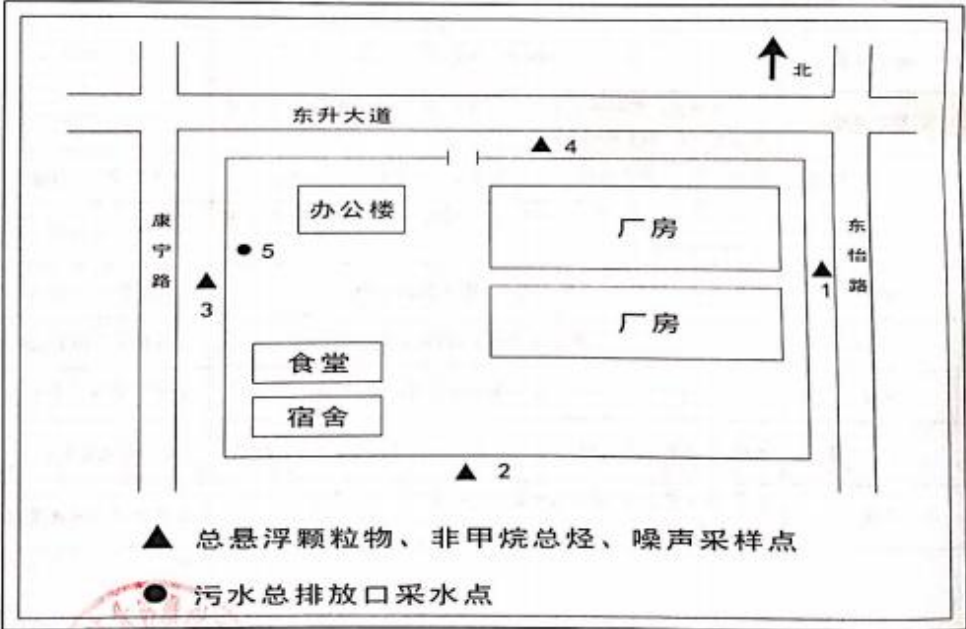 北
东升大道
4
办公楼
厂房
康宁路
5
东怡路
1
3
厂房
食堂
宿舍
2
总悬浮颗粒物、非甲烷总烃、噪声采样点
污水总排放口采水点